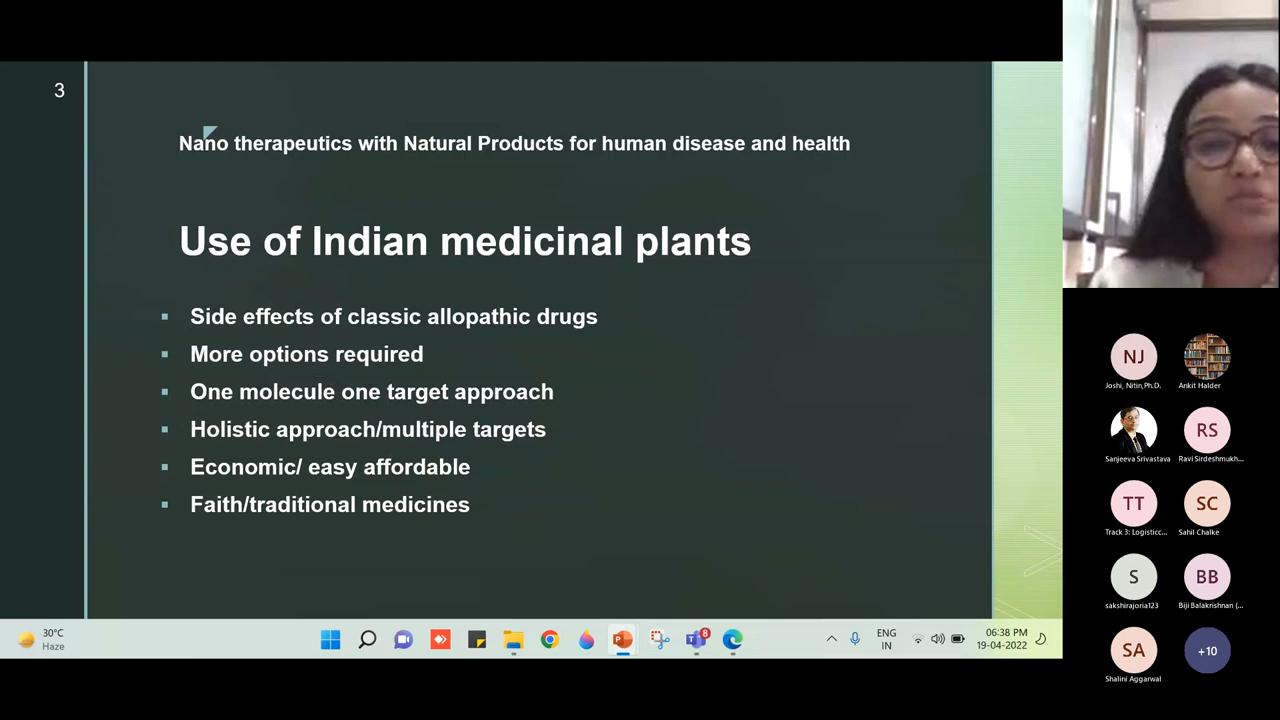 3
Nano therapeutics with Natural Products for human disease and health
Use of Indian medicinal plants
Side effects of classic allopathic drugs
More options required
One molecule one target approach
Holistic approach/multiple targets
Economic/ easy affordable
Faith/traditional medicines
30°C
Haze
P
8
ENG
IN
06:38 PM
19-04-2022
NJ
Joshi, Nitin,Ph.D.
Ankit Halder
Sanjeeva Srivastava
RS
Ravi Sirdeshmukh...
TT
Track 3: Logisticc...
SC
Sahil Chalke
S
sakshirajoria123
BB
Biji Balakrishnan (...
SA
Shalini Aggarwal
+10